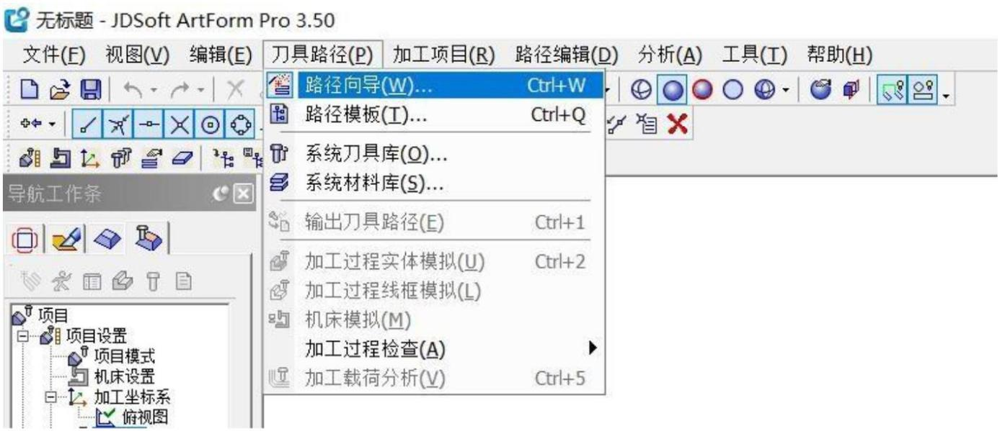 无标题 - JDSoft ArtForm Pro 3.50
文件(F) 视图(V) 编辑(E) 刀具路径(P) 加工项目(R) 路径编辑(D) 分析(A) 工具(T) 帮助(H)
路径向导(W)... Ctrl+W
路径模板(T)... Ctrl+Q
系统刀具库(O)...
系统材料库(S)...
输出刀具路径(E) Ctrl+1
加工过程实体模拟(U) Ctrl+2
加工过程线框模拟(L)
机床模拟(M)
加工过程检查(A)
加工载荷分析(V) Ctrl+5
导航工作条
项目
项目设置
项目模式
机床设置
加工坐标系
俯视图